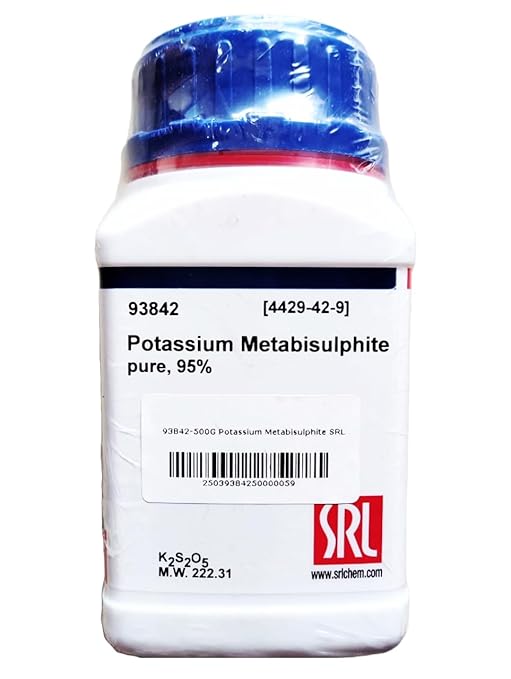 93842 [4429-42-9]
Potassium Metabisulphite
pure, 95%
93842-500G Potassium Metabisulphite SRL
25039384250000059
SRL
K₂S₂O₅
M.W. 222.31
www.srlchem.com